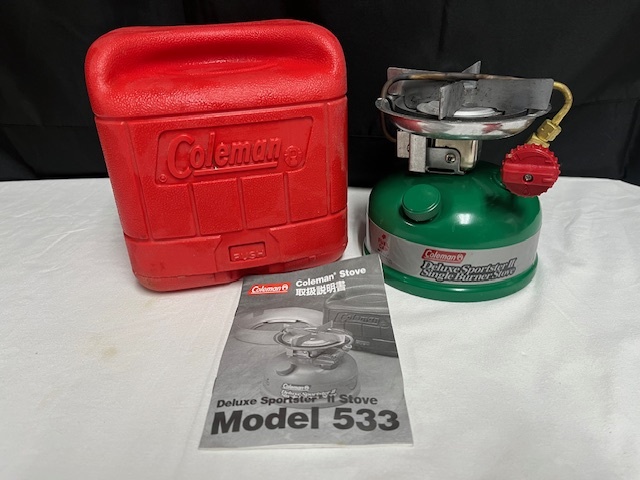 Coleman
PUSH
Coleman
Deluxe Sportster II
Single Burner Stove
Coleman
Coleman® Stove
取扱説明書
Coleman
Deluxe Sportster® II Stove
Model 533